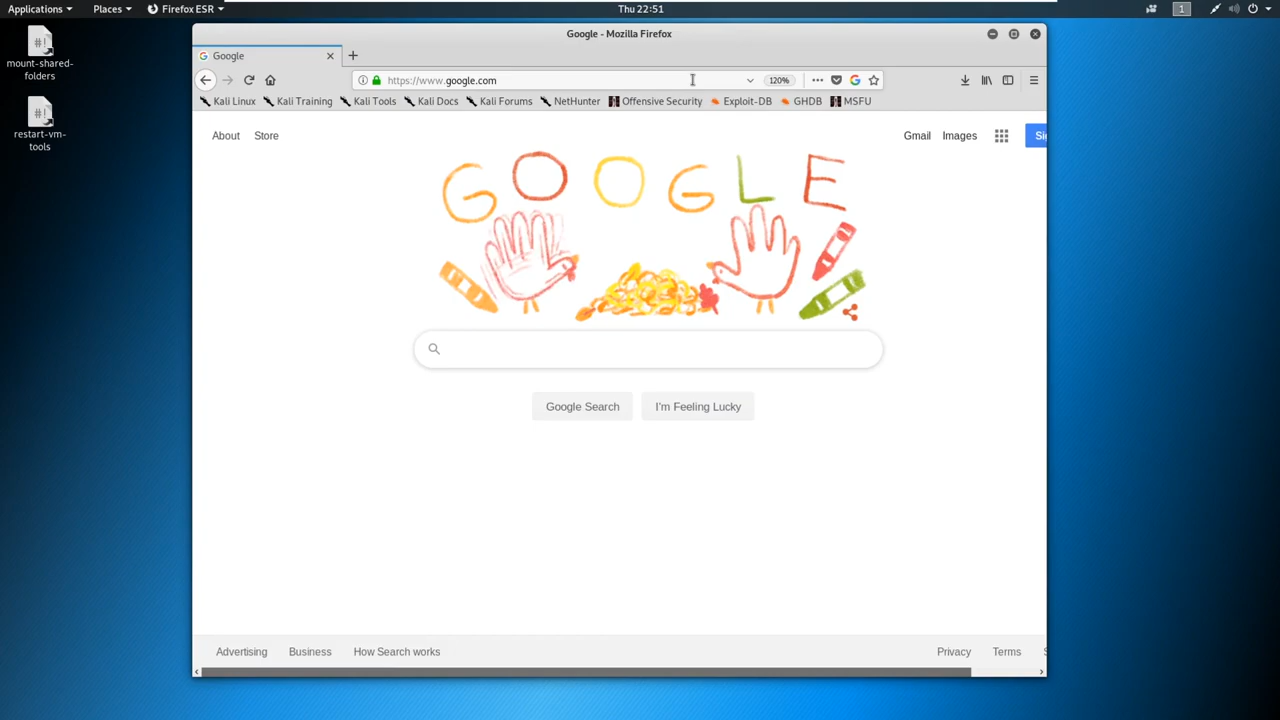 Applications Places Firefox ESR Thu 22:51 1
mount-shared-folders
restart-vm-tools
Google - Mozilla Firefox
Google
https://www.google.com 120%
Kali Linux Kali Training Kali Tools Kali Docs Kali Forums NetHunter Offensive Security Exploit-DB GHDB MSFU
About Store Gmail Images Si
GOOGLE
Google Search I'm Feeling Lucky
Advertising Business How Search works Privacy Terms